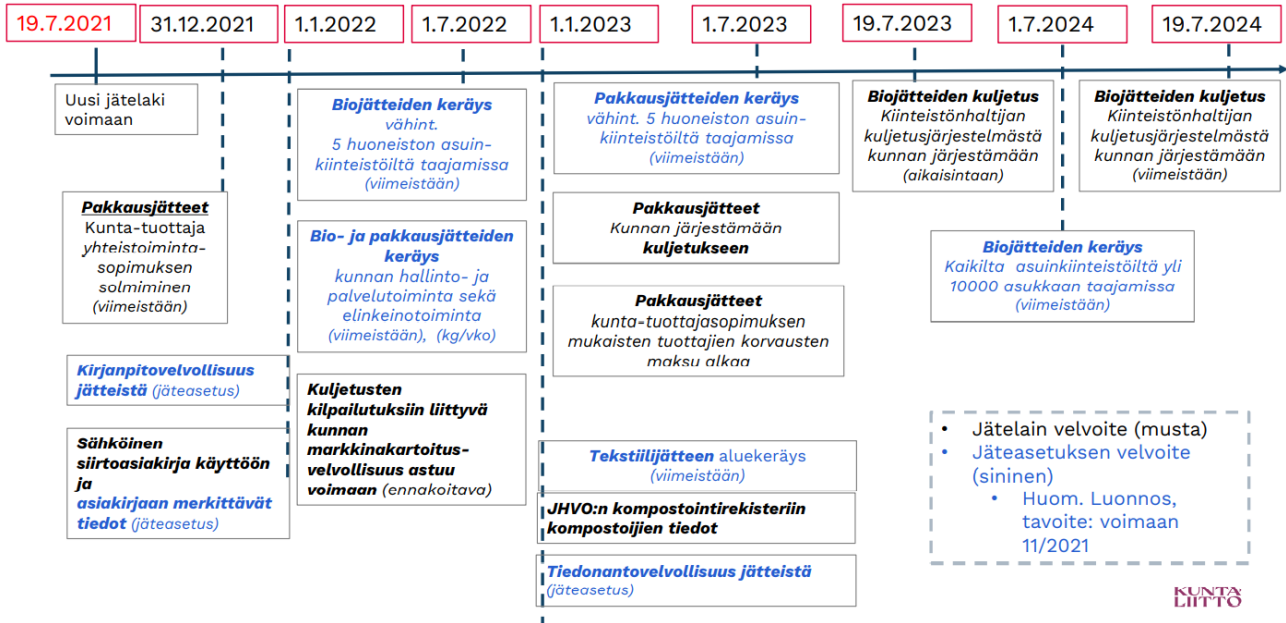 19.7.2021
31.12.2021
1.1.2022
1.7.2022
1.1.2023
1.7.2023
19.7.2023
1.7.2024
19.7.2024
Uusi jätelaki
voimaan
Pakkausjätteet
Kunta-tuottaja
yhteistoiminta-
sopimuksen
solmiminen
(viimeistään)
Kirjanpitovelvollisuus
jätteistä (jäteasetus)
Sähköinen
siirtoasiakirja käyttöön
ja
asiakirjaan merkittävät
tiedot (jäteasetus)
Biojätteiden keräys
vähint.
5 huoneiston asuin-
kiinteistöiltä taajamissa
(viimeistään)
Bio- ja pakkausjätteiden
keräys
kunnan hallinto- ja
palvelutoiminta sekä
elinkeinotoiminta
(viimeistään), (kg/vko)
Kuljetusten
kilpailutuksiin liittyvä
kunnan
markkinakartoitus-
velvollisuus astuu
voimaan (ennakoitava)
Pakkausjätteiden keräys
vähint. 5 huoneiston asuin-
kiinteistöiltä taajamissa
(viimeistään)
Pakkausjätteet
Kunnan järjestämään
kuljetukseen
Pakkausjätteet
kunta-tuottajasopimuksen
mukaisten tuottajien korvausten
maksu alkaa
Tekstiilijätteen aluekeräys
(viimeistään)
JHVO:n kompostointirekisteriin
kompostoijien tiedot
Tiedonantovelvollisuus jätteistä
(jäteasetus)
Biojätteiden kuljetus
Kiinteistönhaltijan
kuljetusjärjestelmästä
kunnan järjestämään
(aikaisintaan)
Biojätteiden kuljetus
Kiinteistönhaltijan
kuljetusjärjestelmästä
kunnan järjestämään
(viimeistään)
Biojätteiden keräys
Kaikilta asuinkiinteistöiltä yli
10000 asukkaan taajamissa
(viimeistään)
• Jätelain velvoite (musta)
• Jäteasetuksen velvoite
(sininen)
• Huom. Luonnos,
tavoite: voimaan
11/2021
KUNTA
LIITTO